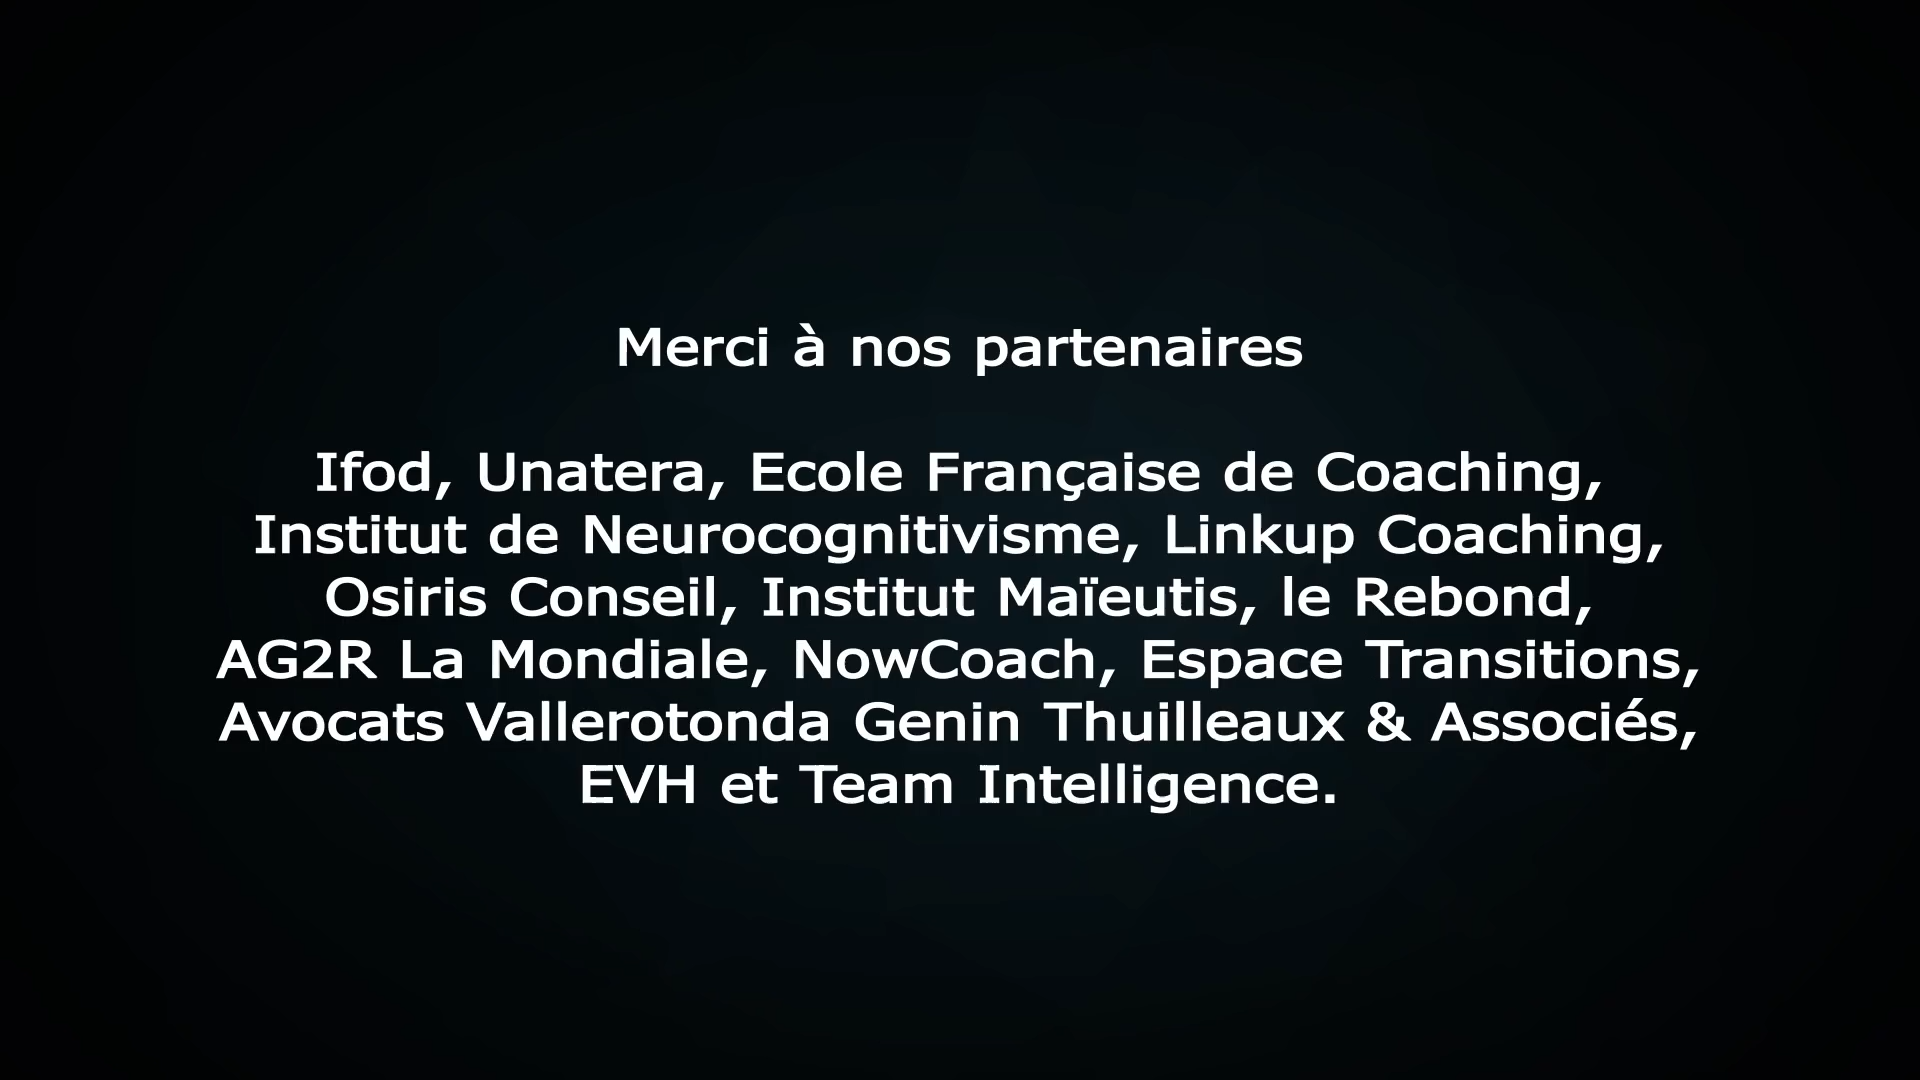 Merci à nos partenaires
Ifod, Unatera, Ecole Française de Coaching,
Institut de Neurocognitivisme, Linkup Coaching,
Osiris Conseil, Institut Maïeutis, le Rebond,
AG2R La Mondiale, NowCoach, Espace Transitions,
Avocats Vallerotonda Genin Thuilleaux & Associés,
EVH et Team Intelligence.